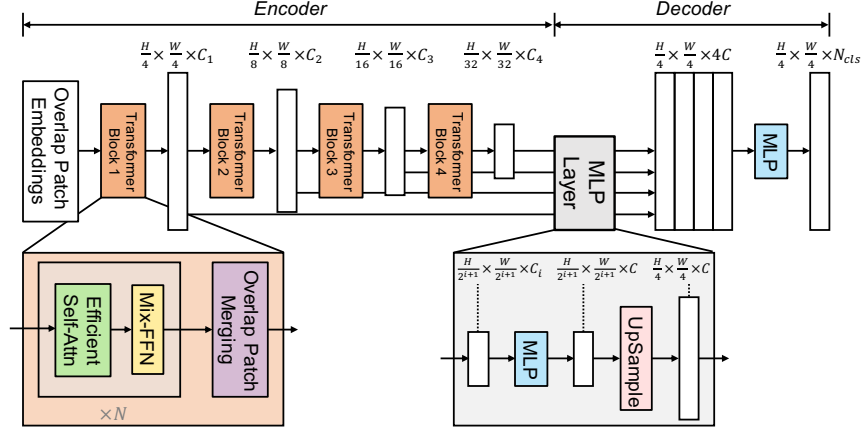 Encoder
Decoder
H/4 × W/4 × C₁
H/8 × W/8 × C₂
H/16 × W/16 × C₃
H/32 × W/32 × C₄
H/4 × W/4 × 4C
H/4 × W/4 × N_cls
Overlap Patch
Embeddings
Transformer
Block 1
Transformer
Block 2
Transformer
Block 3
Transformer
Block 4
MLP
Layer
MLP
Efficient
Self-Attn
Mix-FFN
×N
Overlap Patch
Merging
H/2^{i+1} × W/2^{i+1} × C_i
H/2^{i+1} × W/2^{i+1} × C
H/4 × W/4 × C
MLP
UpSample